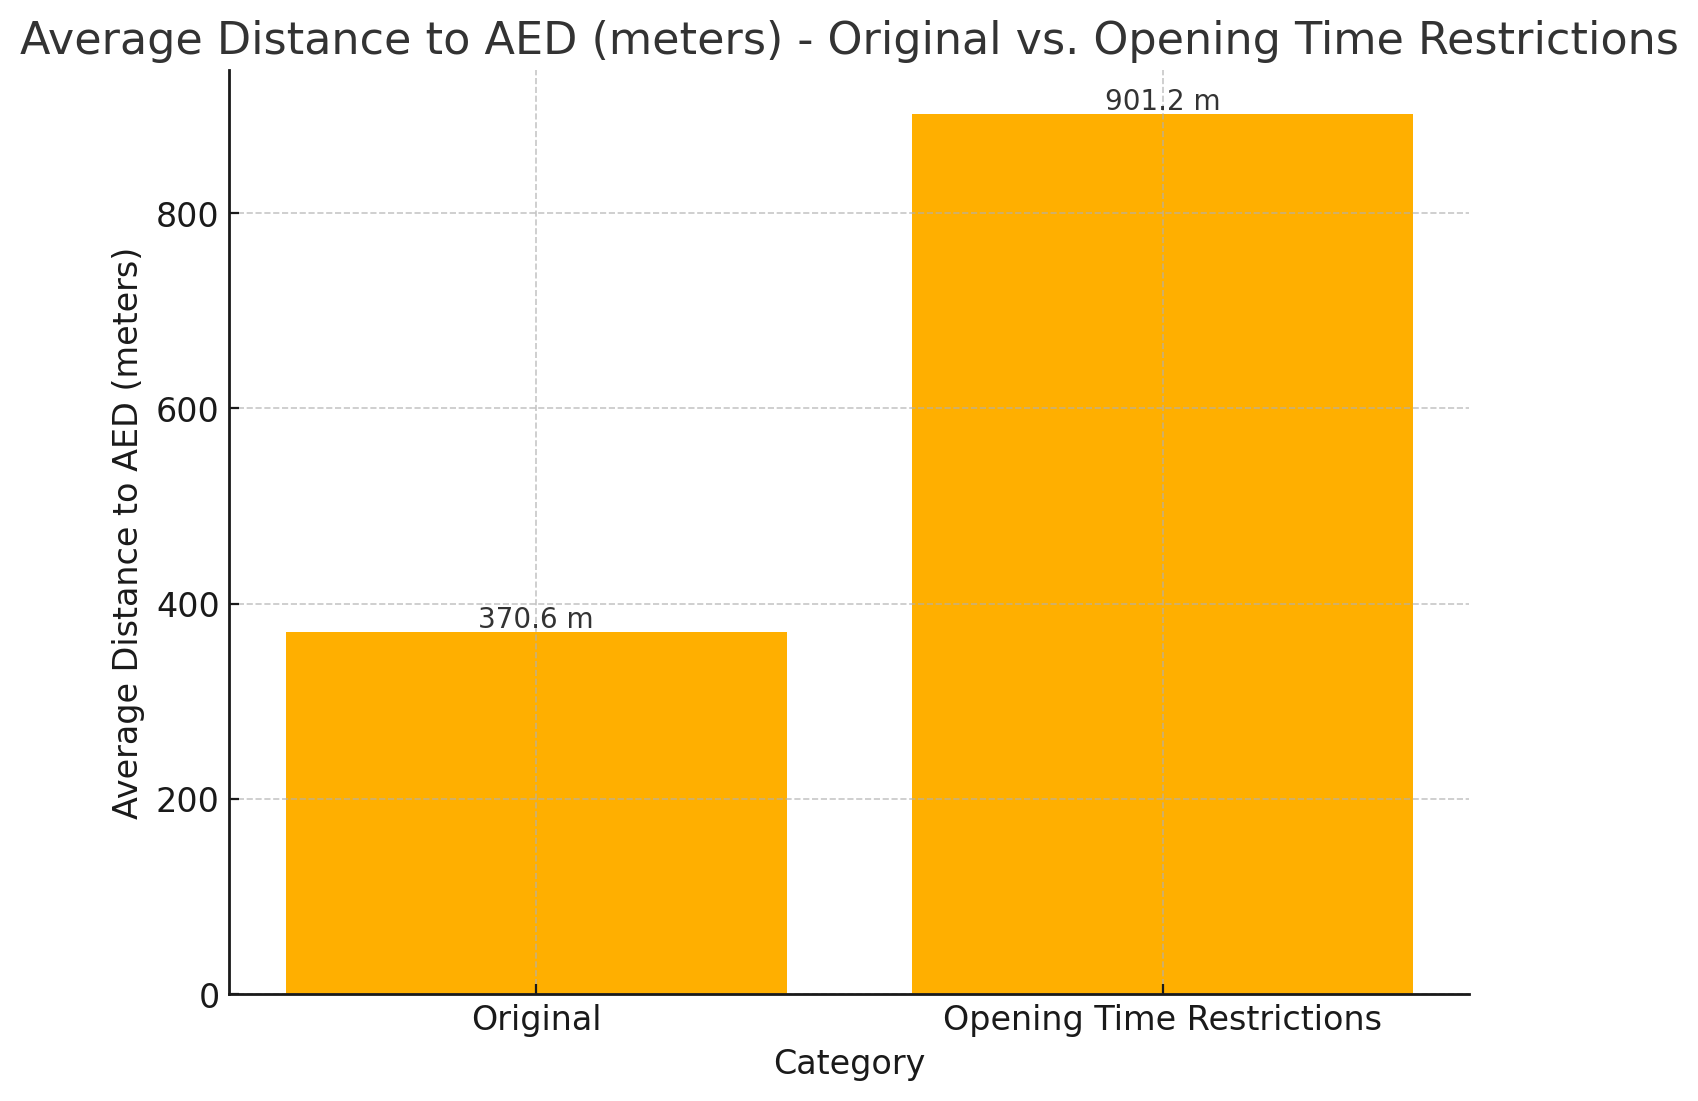 Average Distance to AED (meters) - Original vs. Opening Time Restrictions
Average Distance to AED (meters)
901.2 m
800
600
400
370.6 m
200
0
Original
Opening Time Restrictions
Category